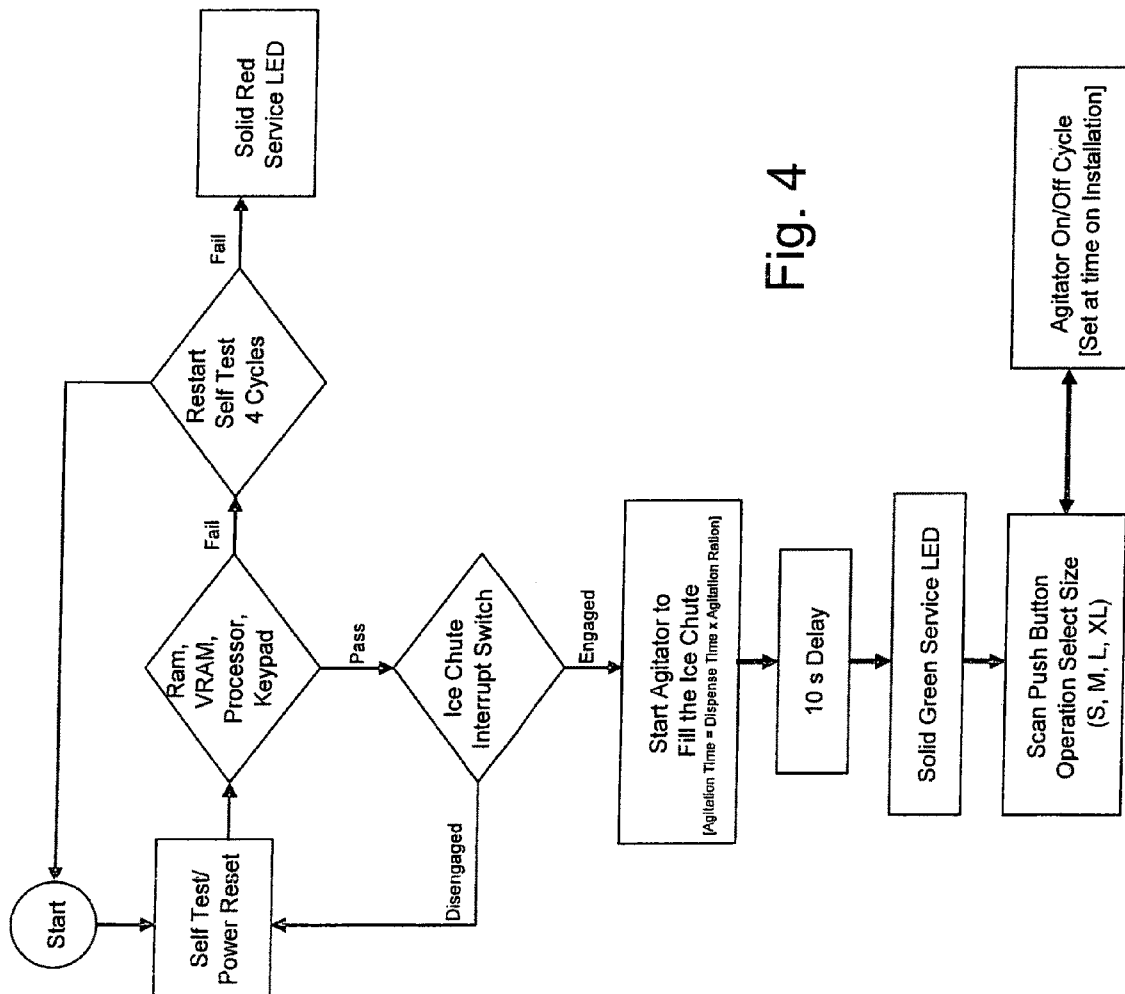 Start
Self Test/
Power Reset
Ram,
VRAM,
Processor,
Keypad
Fail
Restart
Self Test
4 Cycles
Fail
Solid Red
Service LED
Pass
Ice Chute
Interrupt Switch
Disengaged
Engaged
Start Agitator to
Fill the Ice Chute
[Agitation Time = Dispense Time x Agitation Ration]
10 s Delay
Solid Green Service LED
Scan Push Button
Operation Select Size
(S, M, L, XL)
Agitator On/Off Cycle
[Set at time on Installation]
Fig. 4